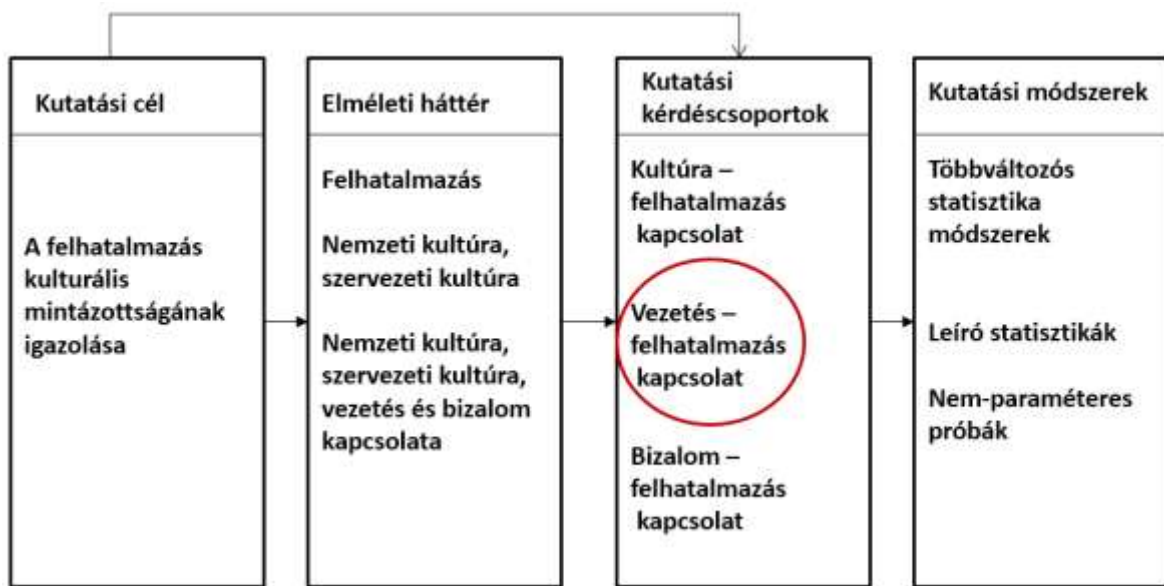 Kutatási cél
A felhatalmazás
kulturális
mintázottságának
igazolása
Elméleti háttér
Felhatalmazás
Nemzeti kultúra,
szervezeti kultúra
Nemzeti kultúra,
szervezeti kultúra,
vezetés és bizalom
kapcsolata
Kutatási
kérdéscsoportok
Kultúra –
felhatalmazás
kapcsolat
Vezetés –
felhatalmazás
kapcsolat
Bizalom –
felhatalmazás
kapcsolat
Kutatási módszerek
Többváltozós
statisztika
módszerek
Leíró statisztikák
Nem-paraméteres
próbák